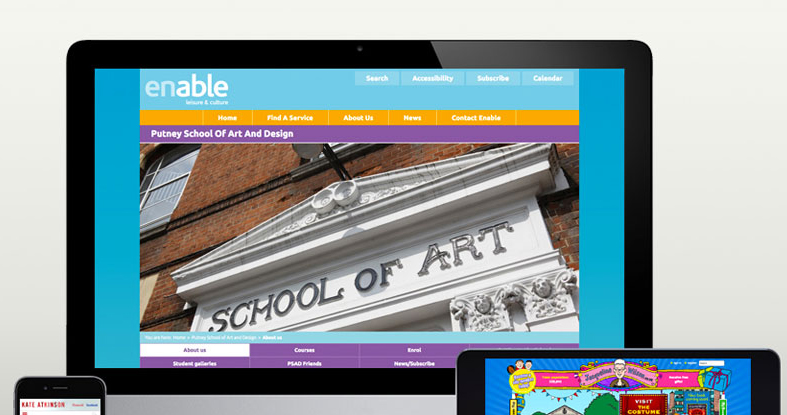 enable
leisure & culture
Search Accessibility Subscribe Calendar
Home Find A Service About Us News Contact Enable
Putney School Of Art And Design
SCHOOL OF ART
You are here: Home > Putney School of Art and Design > About us
About us Courses Enrol
Student galleries PSAD Friends News/Subscribe
KATE ATKINSON
VISIT
THE
COSTUME